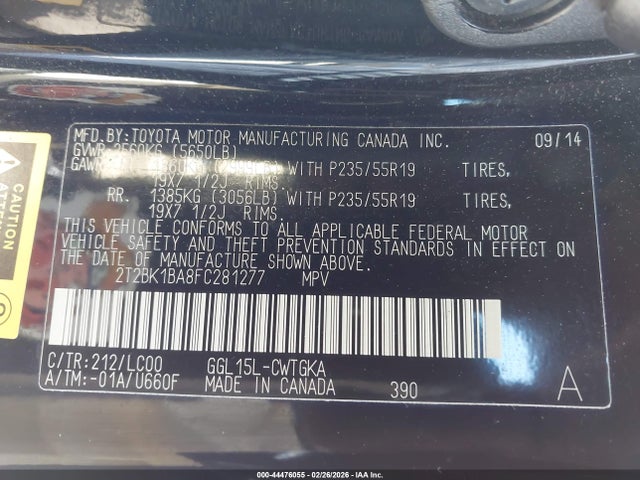 MFD.BY:TOYOTA MOTOR MANUFACTURING CANADA INC. 09/14
GVWR 2560KG (5650LB)
WITH P235/55R19 TIRES,
19X7 1/2J RIMS
RR. 1385KG (3056LB) WITH P235/55R19 TIRES,
19X7 1/2J RIMS.
THIS VEHICLE CONFORMS TO ALL APPLICABLE FEDERAL MOTOR
VEHICLE SAFETY AND THEFT PREVENTION STANDARDS IN EFFECT
ON THE DATE OF MANUFACTURE SHOWN ABOVE.
2T2BK1BA8FC281277 MPV
C/TR:212/LC00 GGL15L-CWTGKA
A/TM:-01A/U660F MADE IN CANADA 390 A
CAUTION
000-44476055 - 02/26/2026 - IAA Inc.